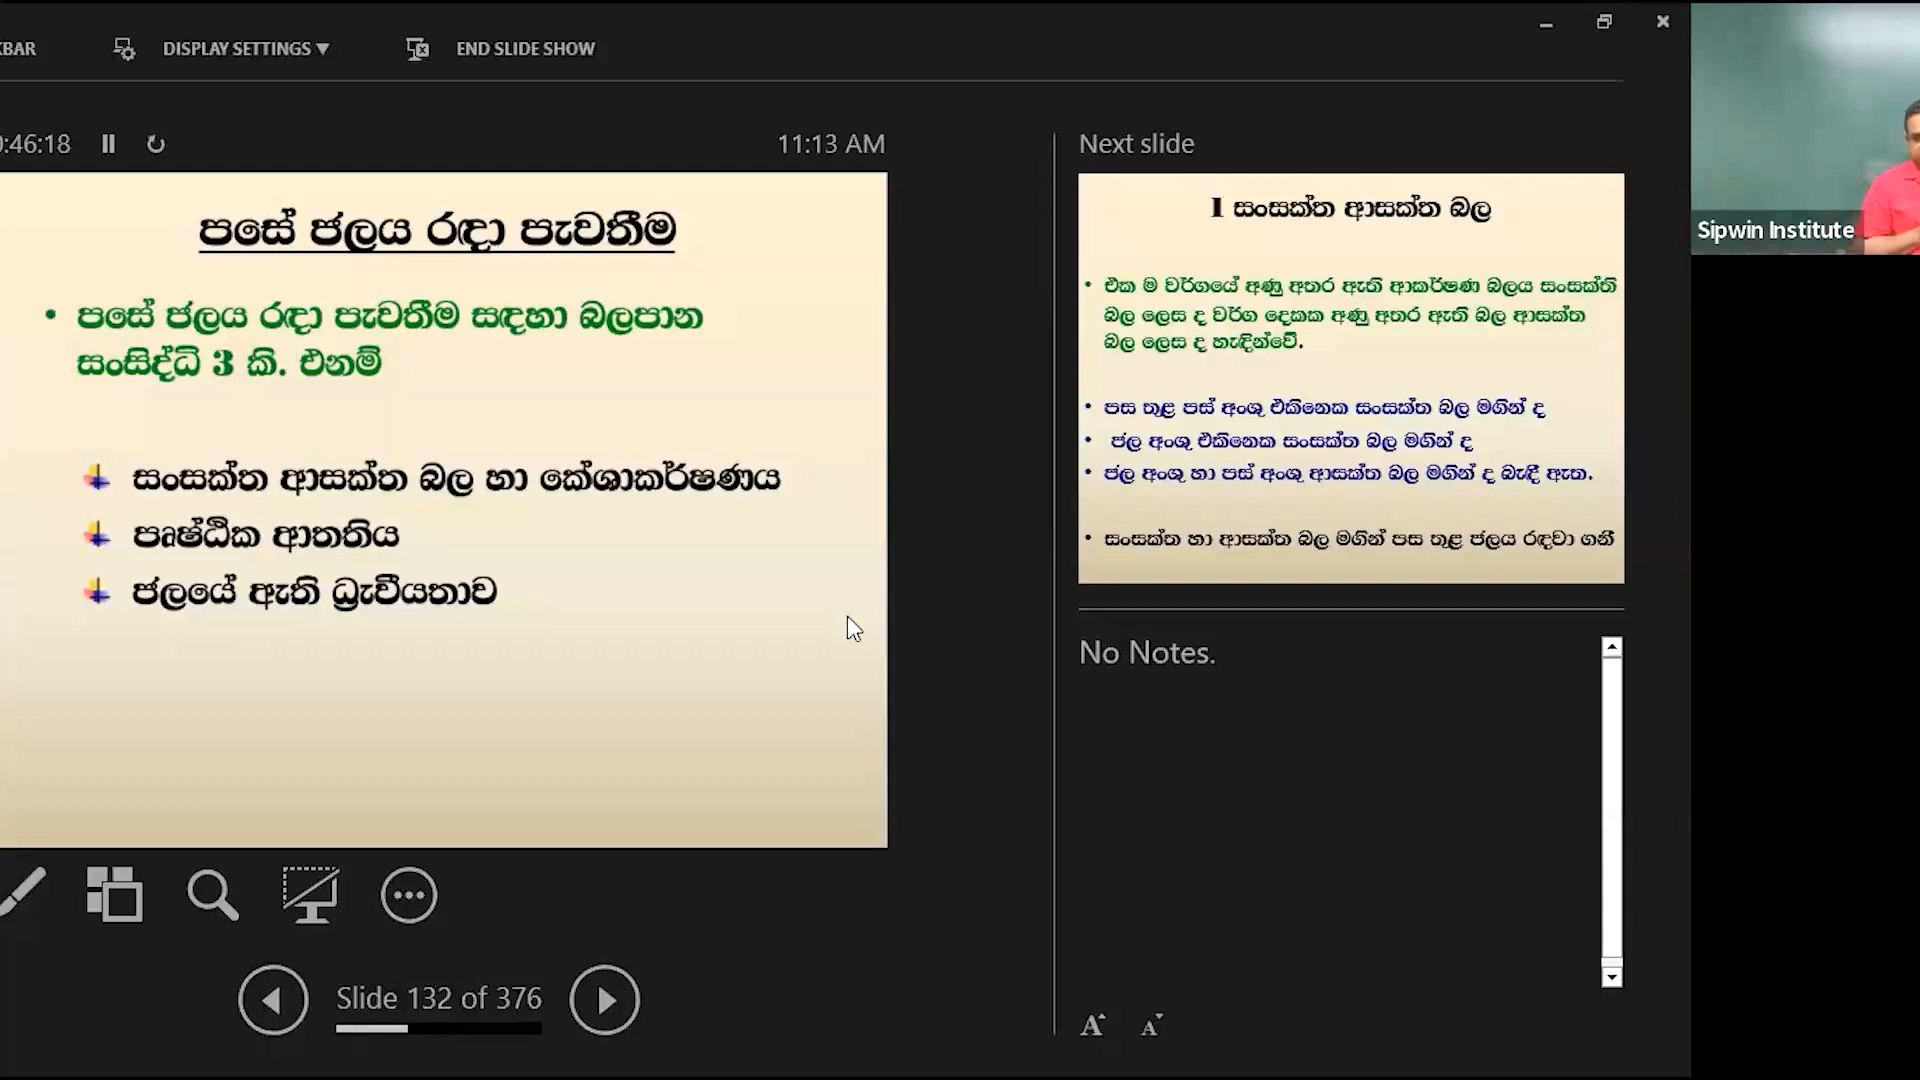 KBAR DISPLAY SETTINGS ▼ END SLIDE SHOW
0:46:18 11:13 AM
පසේ ජලය රඳා පැවතීම
• පසේ ජලය රඳා පැවතීම සඳහා බලපාන
සංසිද්ධි 3 කි. එනම්
සංසක්ත ආසක්ත බල හා කේශාකර්ෂණය
පෘෂ්ඨික ආතතිය
ජලයේ ඇති ධ්‍රැවීයතාව
Slide 132 of 376
Next slide
1 සංසක්ත ආසක්ත බල
• එක ම වර්ගයේ අණු අතර ඇති ආකර්ෂණ බලය සංසක්ති
බල ලෙස ද වර්ග දෙකක අණු අතර ඇති බල ආසක්ත
බල ලෙස ද හැඳින්වේ.
• පස තුළ පස් අංශු එකිනෙක සංසක්ත බල මගින් ද
• ජල අංශු එකිනෙක සංසක්ත බල මගින් ද
• ජල අංශු හා පස් අංශු ආසක්ත බල මගින් ද බැඳී ඇත.
• සංසක්ත හා ආසක්ත බල මගින් පස තුළ ජලය රඳවා ගනී
No Notes.
A A
Sipwin Institute